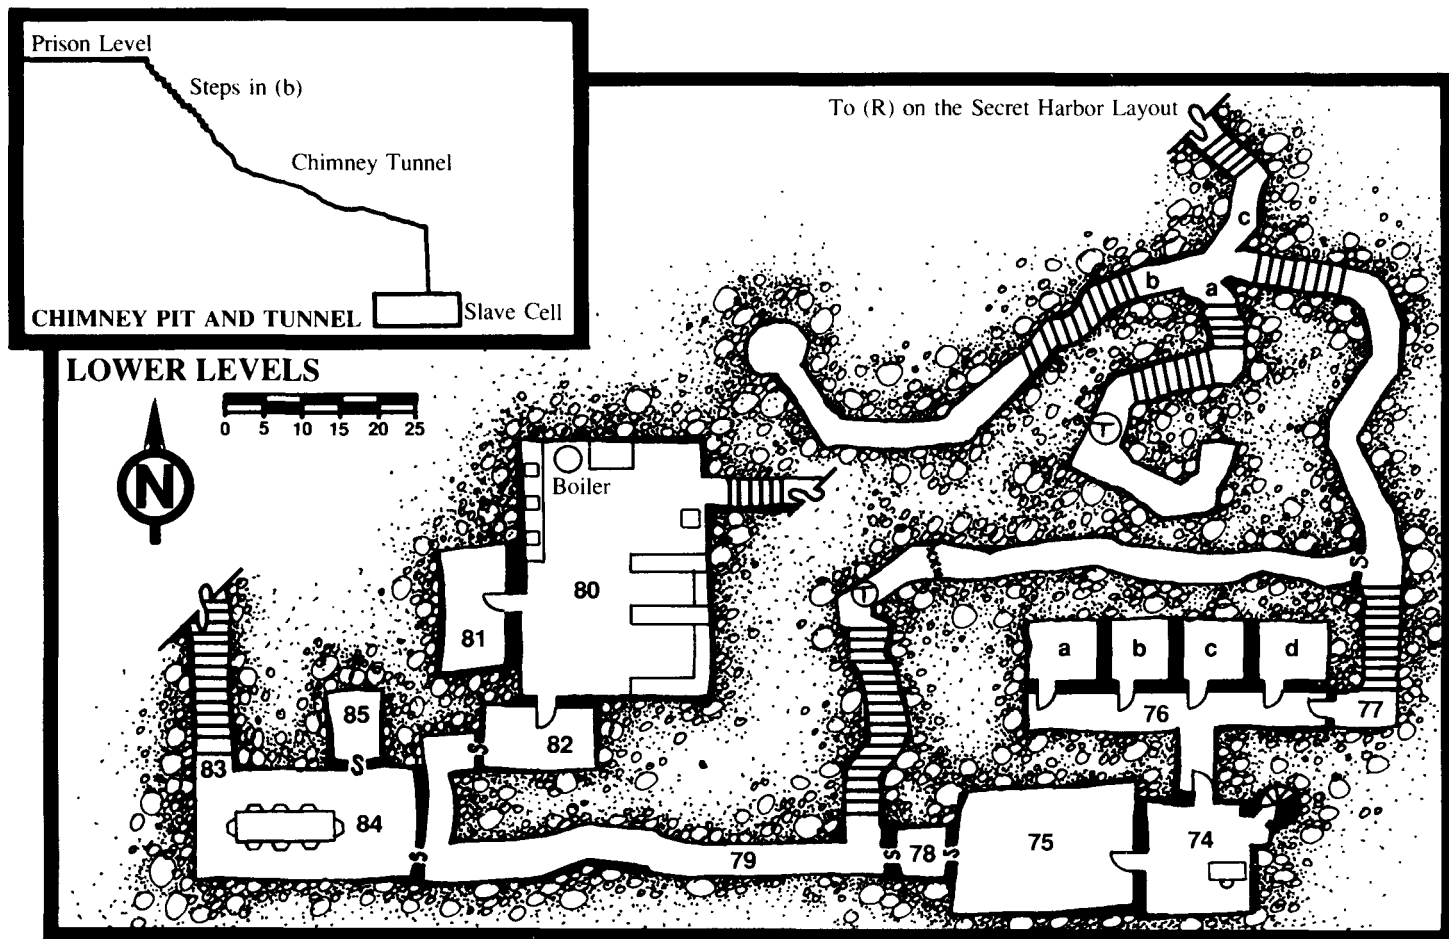 Prison Level
Steps in (b)
Chimney Tunnel
CHIMNEY PIT AND TUNNEL
Slave Cell
To (R) on the Secret Harbor Layout
LOWER LEVELS
0 5 10 15 20 25
N
c
b
a
T
Boiler
S
80
T
81
a b c d
85
82
S
76
77
83
S
84
S
79
S
78
S
75
74